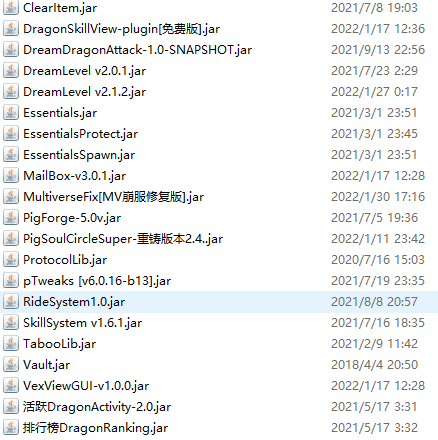 ClearItem.jar 2021/7/8 19:03
DragonSkillView-plugin[免费版].jar 2022/1/17 12:36
DreamDragonAttack-1.0-SNAPSHOT.jar 2021/9/13 22:56
DreamLevel v2.0.1.jar 2021/7/23 2:29
DreamLevel v2.1.2.jar 2022/1/27 0:17
Essentials.jar 2021/3/1 23:51
EssentialsProtect.jar 2021/3/1 23:45
EssentialsSpawn.jar 2021/3/1 23:51
MailBox-v3.0.1.jar 2022/1/17 12:28
MultiverseFix[MV崩服修复版].jar 2022/1/30 17:16
PigForge-5.0v.jar 2021/7/5 19:36
PigSoulCircleSuper-重铸版本2.4..jar 2022/1/11 23:42
ProtocolLib.jar 2020/7/16 15:03
pTweaks [v6.0.16-b13].jar 2021/7/19 23:35
RideSystem1.0.jar 2021/8/8 20:57
SkillSystem v1.6.1.jar 2021/7/16 18:35
TabooLib.jar 2021/2/9 11:42
Vault.jar 2018/4/4 20:50
VexViewGUI-v1.0.0.jar 2022/1/17 12:28
活跃DragonActivity-2.0.jar 2021/5/17 3:31
排行榜DragonRanking.jar 2021/5/17 3:32